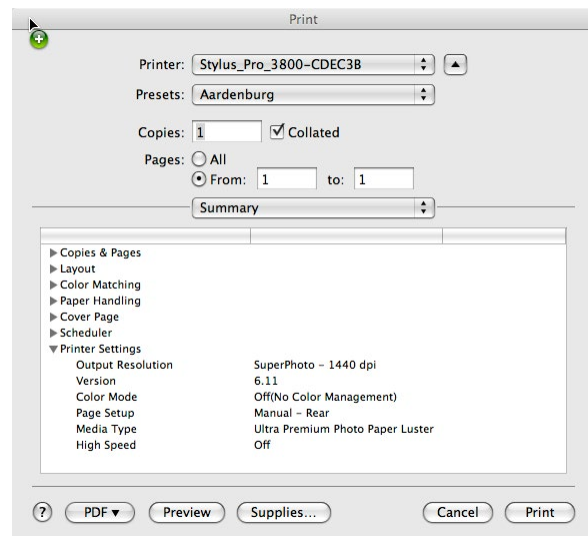 Print
Printer: Stylus_Pro_3800-CDEC3B
Presets: Aardenburg
Copies: 1 Collated
Pages: All
From: 1 to: 1
Summary
Copies & Pages
Layout
Color Matching
Paper Handling
Cover Page
Scheduler
Printer Settings
Output Resolution SuperPhoto - 1440 dpi
Version 6.11
Color Mode Off(No Color Management)
Page Setup Manual - Rear
Media Type Ultra Premium Photo Paper Luster
High Speed Off
? PDF Preview Supplies... Cancel Print